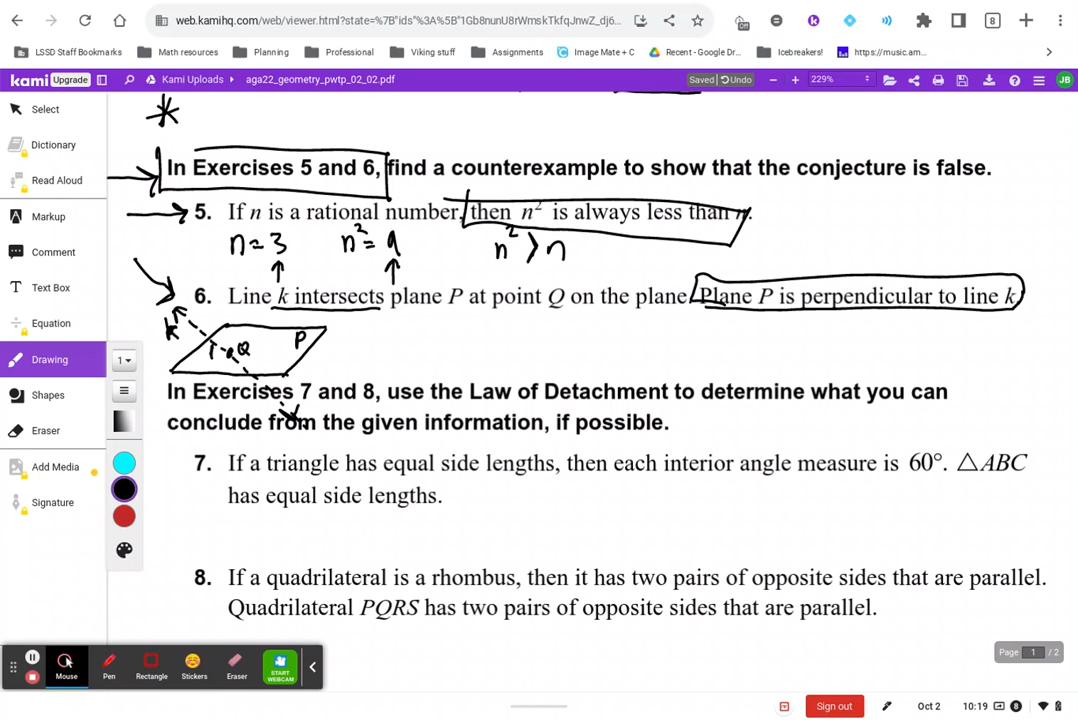 web.kamihq.com/web/viewer.html?state=%7B"ids"%3A%5B"1Gb8nunU8rWmskTkfqJnwZ_dj6...
8
LSSD Staff Bookmarks
Math resources
Planning
Professional
Viking stuff
Assignments
Image Mate + C
Recent - Google Dr...
Icebreakers!
https://music.am...
kami Upgrade
Kami Uploads
aga22_geometry_pwtp_02_02.pdf
Saved Undo
229%
JB
Select
Dictionary
Read Aloud
Markup
Comment
Text Box
Equation
Drawing
Shapes
Eraser
Add Media
Signature
1
In Exercises 5 and 6, find a counterexample to show that the conjecture is false.
5. If n is a rational number, then n² is always less than n.
n = 3 n² = 9 n² > n
6. Line k intersects plane P at point Q on the plane. Plane P is perpendicular to line k.
k Q P
In Exercises 7 and 8, use the Law of Detachment to determine what you can
conclude from the given information, if possible.
7. If a triangle has equal side lengths, then each interior angle measure is 60°. △ABC
has equal side lengths.
8. If a quadrilateral is a rhombus, then it has two pairs of opposite sides that are parallel.
Quadrilateral PQRS has two pairs of opposite sides that are parallel.
Page 1 / 2
Mouse
Pen
Rectangle
Stickers
Eraser
START
WEBCAM
Sign out
Oct 2
10:19
8